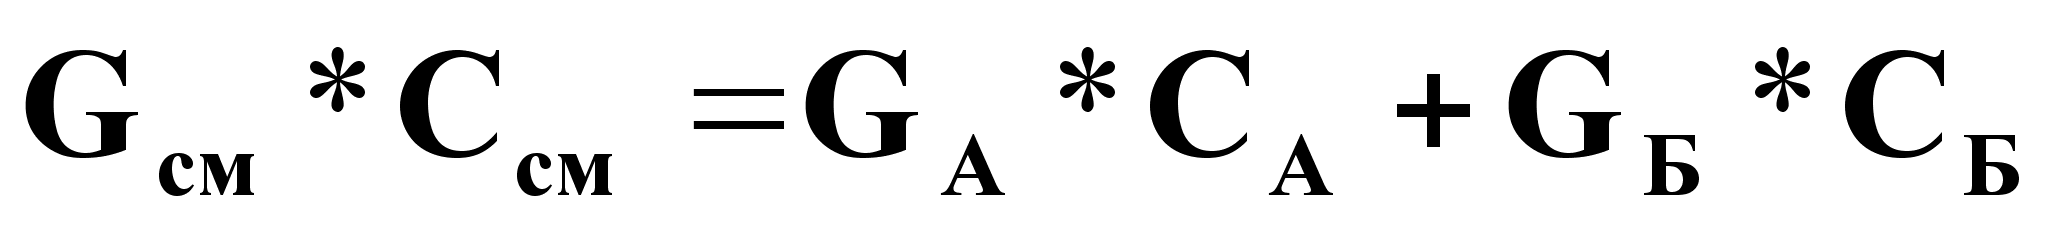 Gсм *Cсм =GА *CА +GБ *CБ